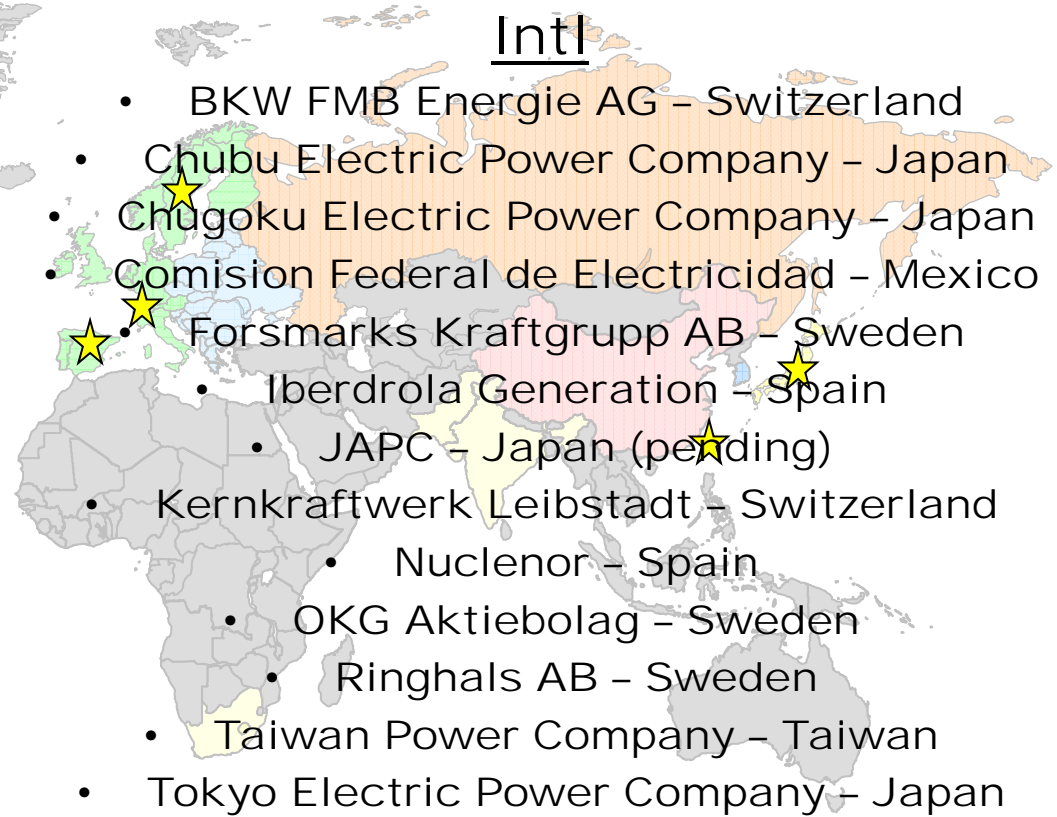 Intl
• BKW FMB Energie AG – Switzerland
• Chubu Electric Power Company – Japan
• Chugoku Electric Power Company – Japan
• Comision Federal de Electricidad – Mexico
• Forsmarks Kraftgrupp AB – Sweden
• Iberdrola Generation – Spain
• JAPC – Japan (pending)
• Kernkraftwerk Leibstadt – Switzerland
• Nuclenor – Spain
• OKG Aktiebolag – Sweden
• Ringhals AB – Sweden
• Taiwan Power Company – Taiwan
• Tokyo Electric Power Company – Japan